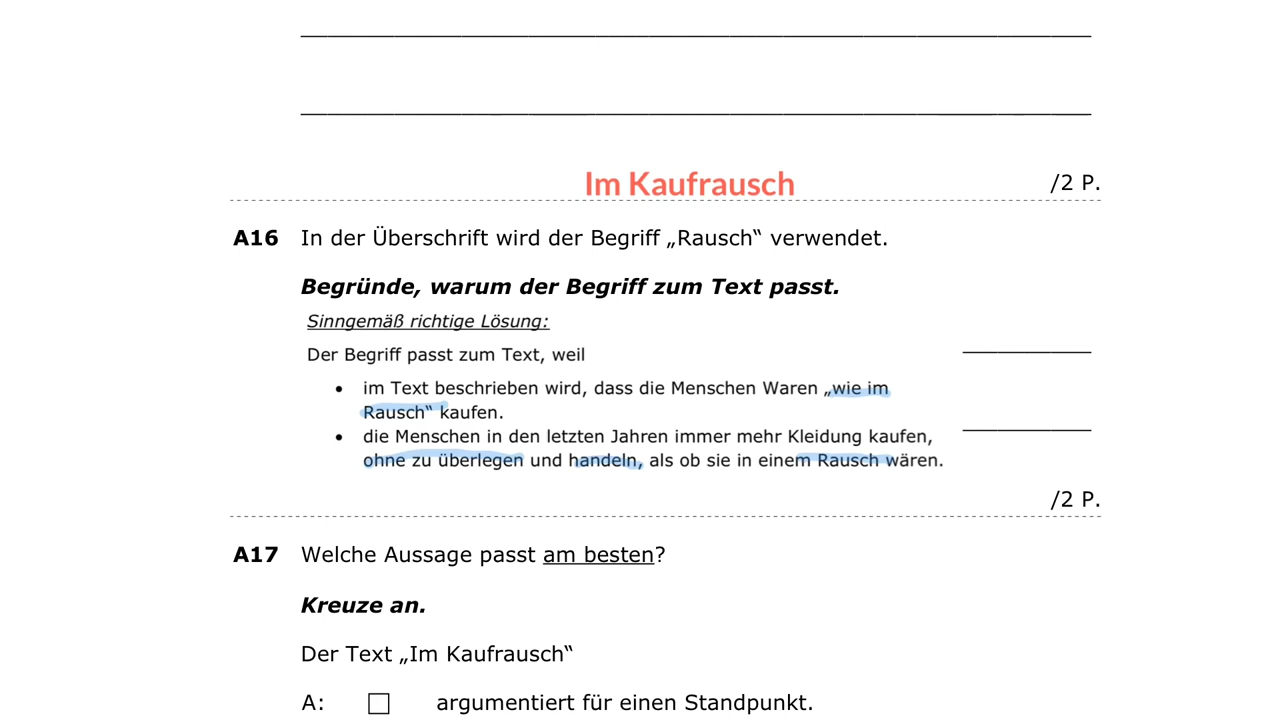 Im Kaufrausch
/2 P.
A16 In der Überschrift wird der Begriff „Rausch“ verwendet.
Begründe, warum der Begriff zum Text passt.
Sinngemäß richtige Lösung:
Der Begriff passt zum Text, weil
• im Text beschrieben wird, dass die Menschen Waren „wie im
Rausch“ kaufen.
• die Menschen in den letzten Jahren immer mehr Kleidung kaufen,
ohne zu überlegen und handeln, als ob sie in einem Rausch wären.
/2 P.
A17 Welche Aussage passt am besten?
Kreuze an.
Der Text „Im Kaufrausch“
A: ☐ argumentiert für einen Standpunkt.